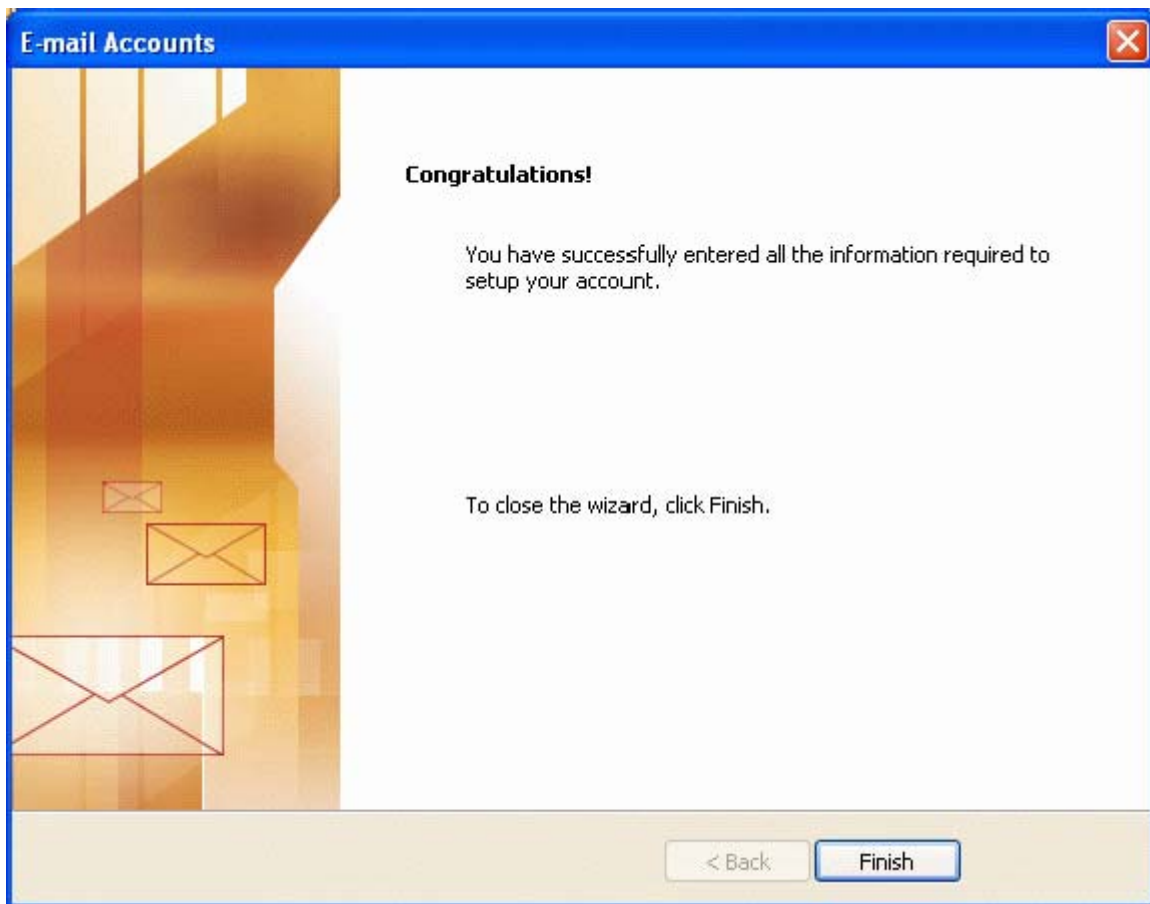 E-mail Accounts
Congratulations!
You have successfully entered all the information required to
setup your account.
To close the wizard, click Finish.
< Back
Finish